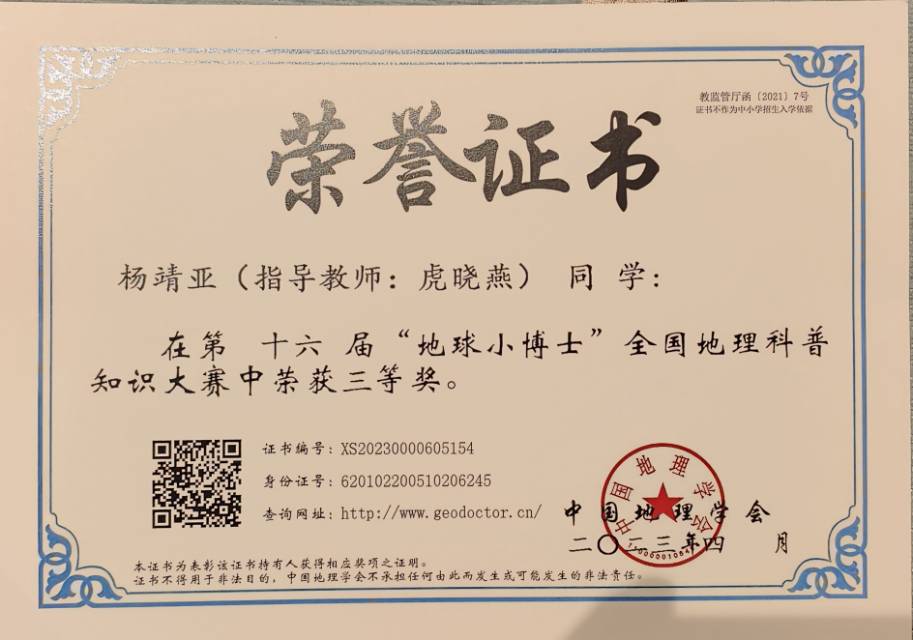 教监管厅函〔2021〕7号
证书不作为中小学招生入学依据
荣誉证书
杨靖亚（指导教师：虎晓燕） 同 学：
在第 十六 届“地球小博士”全国地理科普
知识大赛中荣获三等奖。
证书编号：XS20230000605154
身份证号：620102200510206245
查询网址：http://www.geodoctor.cn/
中国地理学会
中国地理学会
二〇二三年四 月
本证书为表彰该证书持有人获得相应奖项之证明。
证书不得用于非法目的，中国地理学会不承担任何由此而发生或可能发生的非法责任。